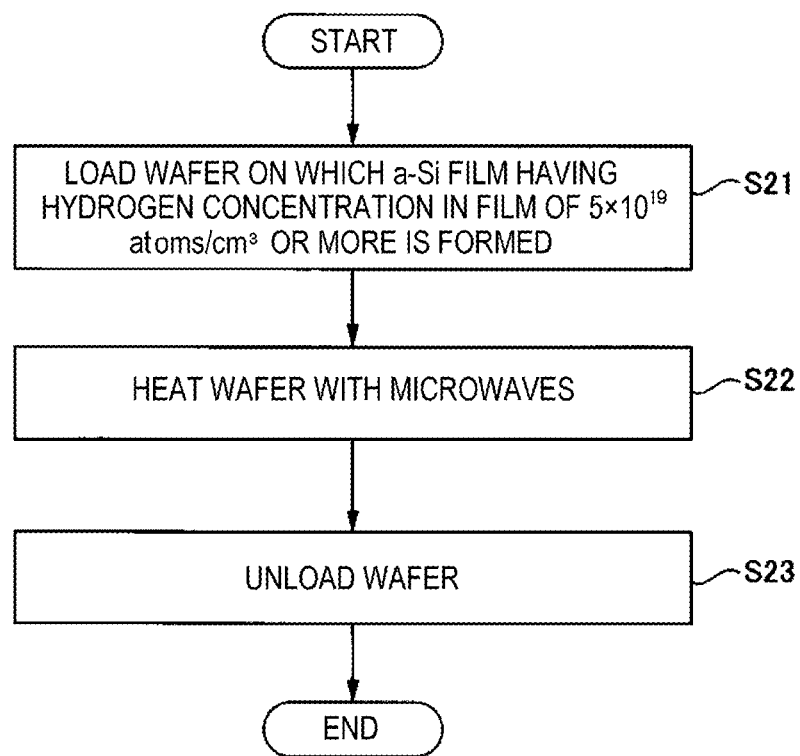 START
LOAD WAFER ON WHICH a-Si FILM HAVING
HYDROGEN CONCENTRATION IN FILM OF 5×10¹⁹
atoms/cm³ OR MORE IS FORMED
S21
HEAT WAFER WITH MICROWAVES
S22
UNLOAD WAFER
S23
END